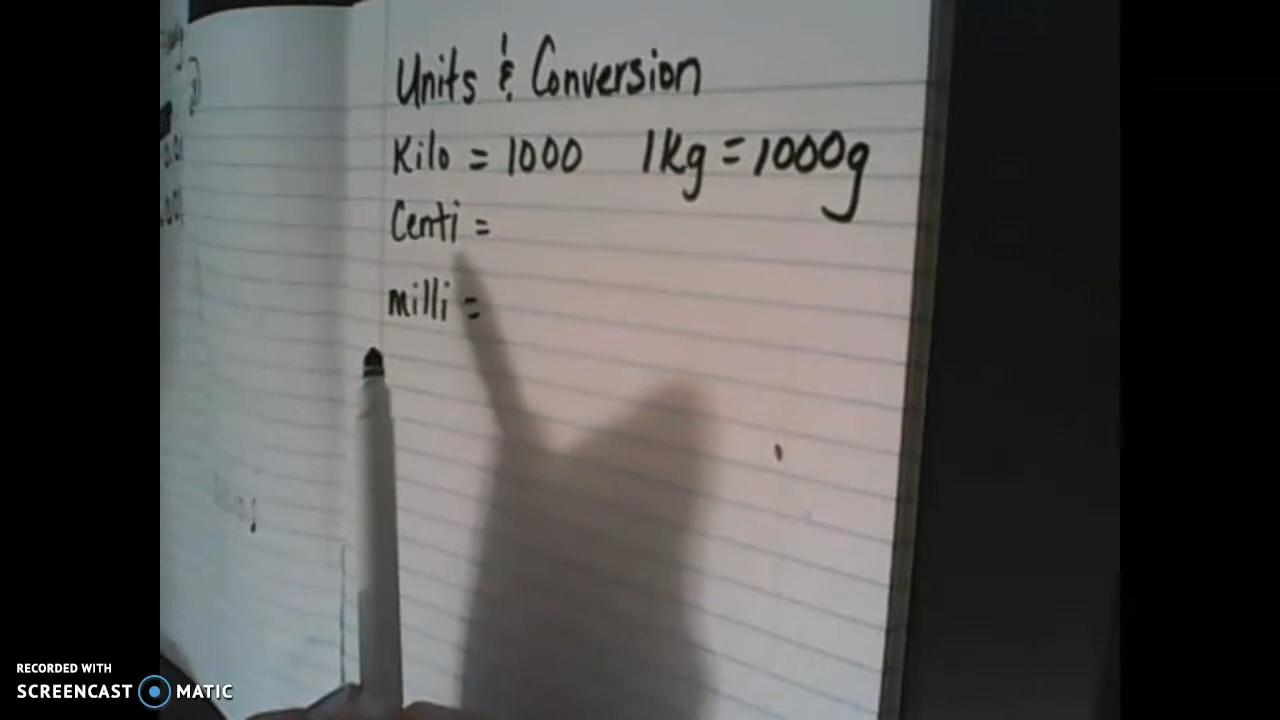 Units & Conversion
Kilo = 1000 1kg = 1000g
Centi =
milli =
RECORDED WITH
SCREENCAST MATIC